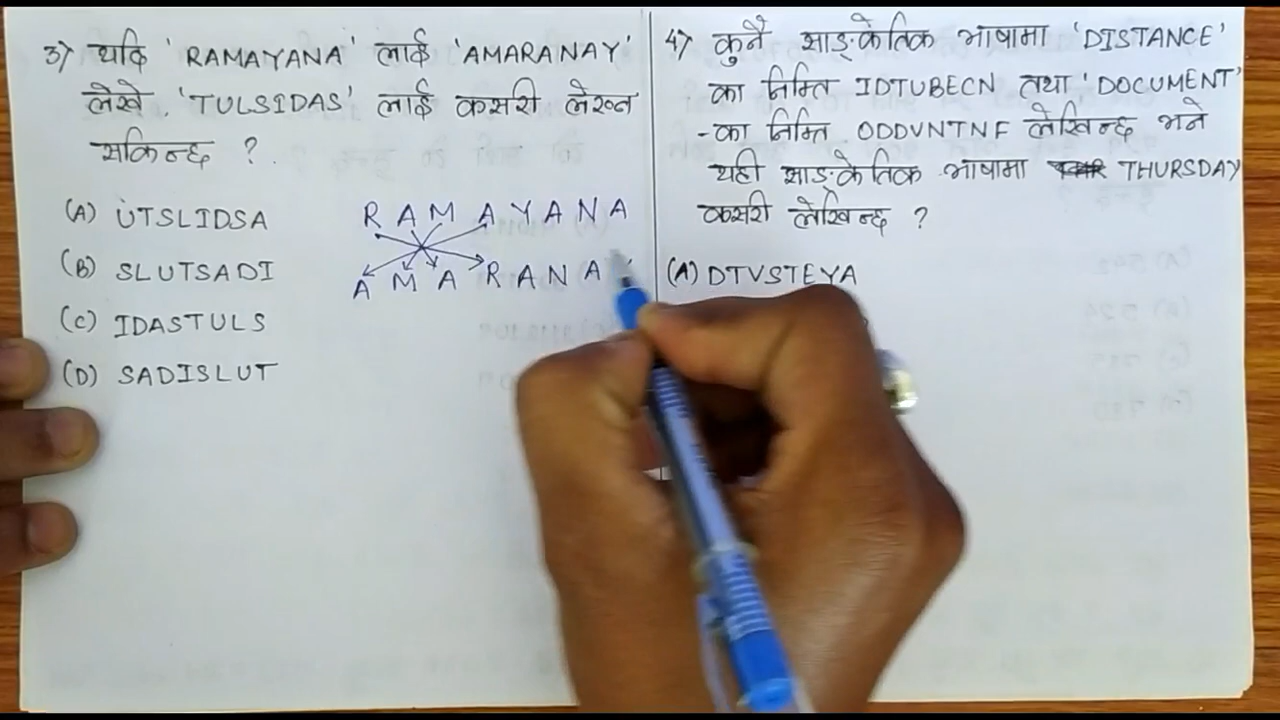 3) यदि 'RAMAYANA' लाई 'AMARANAY'
लेखे 'TULSIDAS' लाई कसरी लेख्न
सकिन्छ ?
(A) UTSLIDSA
(B) SLUTSADI
(C) IDASTULS
(D) SADISLUT
R A M A Y A N A
A M A R A N A
4) कुनै साङ्केतिक भाषामा 'DISTANCE'
का निम्ति IDTUBECN तथा 'DOCUMENT'
-का निम्ति ODDVNTNF लेखिन्छ भने
यही साङ्केतिक भाषामा THURSDAY
कसरी लेखिन्छ ?
(A) DTVSTEYA